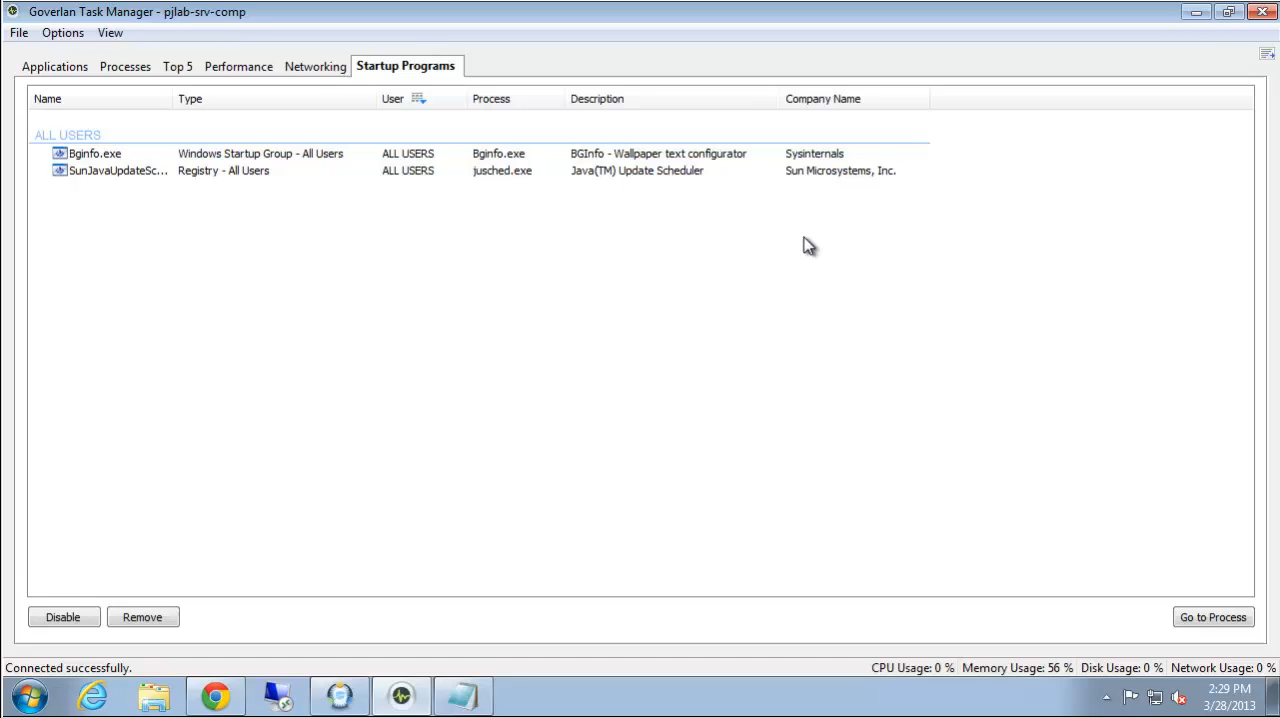 Goverlan Task Manager - pjlab-srv-comp
File Options View
Applications Processes Top 5 Performance Networking Startup Programs
Name Type User Process Description Company Name
ALL USERS
Bginfo.exe Windows Startup Group - All Users ALL USERS Bginfo.exe BGInfo - Wallpaper text configurator Sysinternals
SunJavaUpdateSc... Registry - All Users ALL USERS jusched.exe Java(TM) Update Scheduler Sun Microsystems, Inc.
Disable Remove Go to Process
Connected successfully. CPU Usage: 0 % Memory Usage: 56 % Disk Usage: 0 % Network Usage: 0 %
2:29 PM
3/28/2013